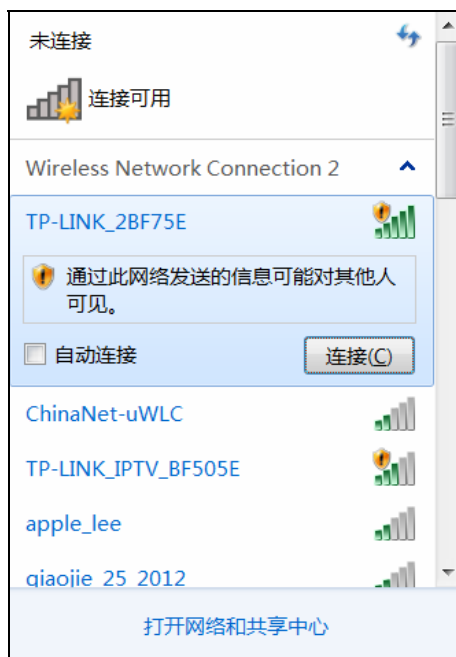 未连接
连接可用
Wireless Network Connection 2
TP-LINK_2BF75E
通过此网络发送的信息可能对其他人
可见。
自动连接
连接(C)
ChinaNet-uWLC
TP-LINK_IPTV_BF505E
apple_lee
qiaojie_25_2012
打开网络和共享中心